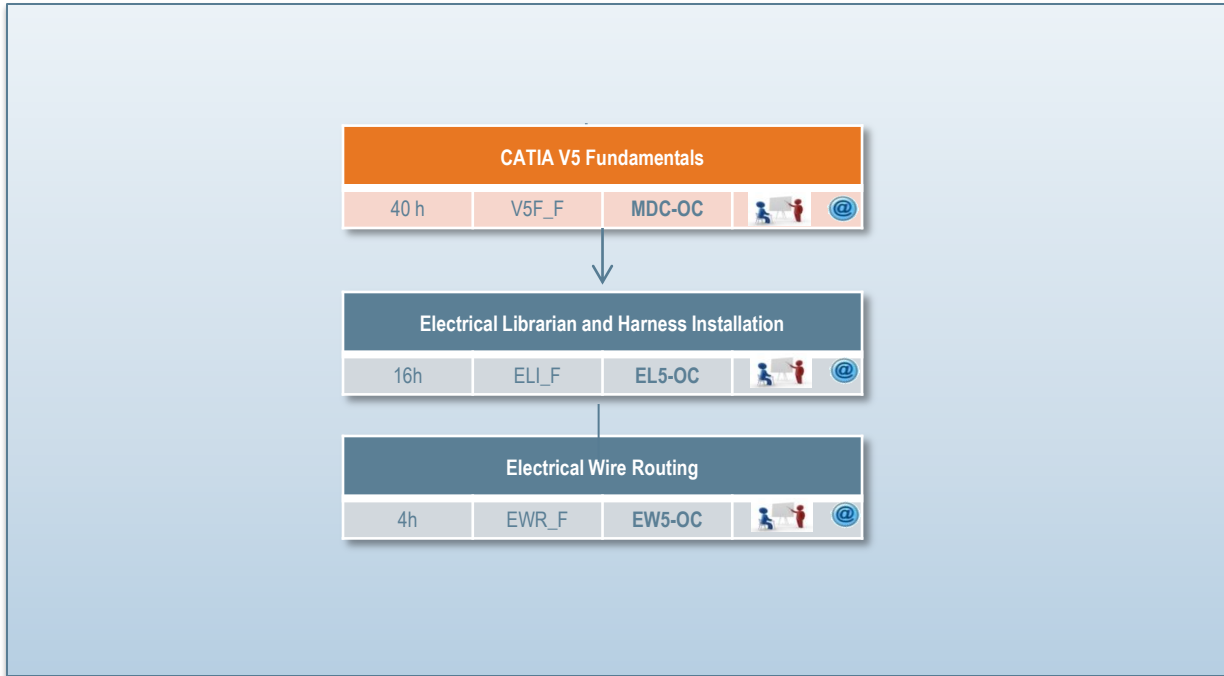 CATIA V5 Fundamentals
40 h V5F_F MDC-OC @
Electrical Librarian and Harness Installation
16h ELI_F EL5-OC @
Electrical Wire Routing
4h EWR_F EW5-OC @